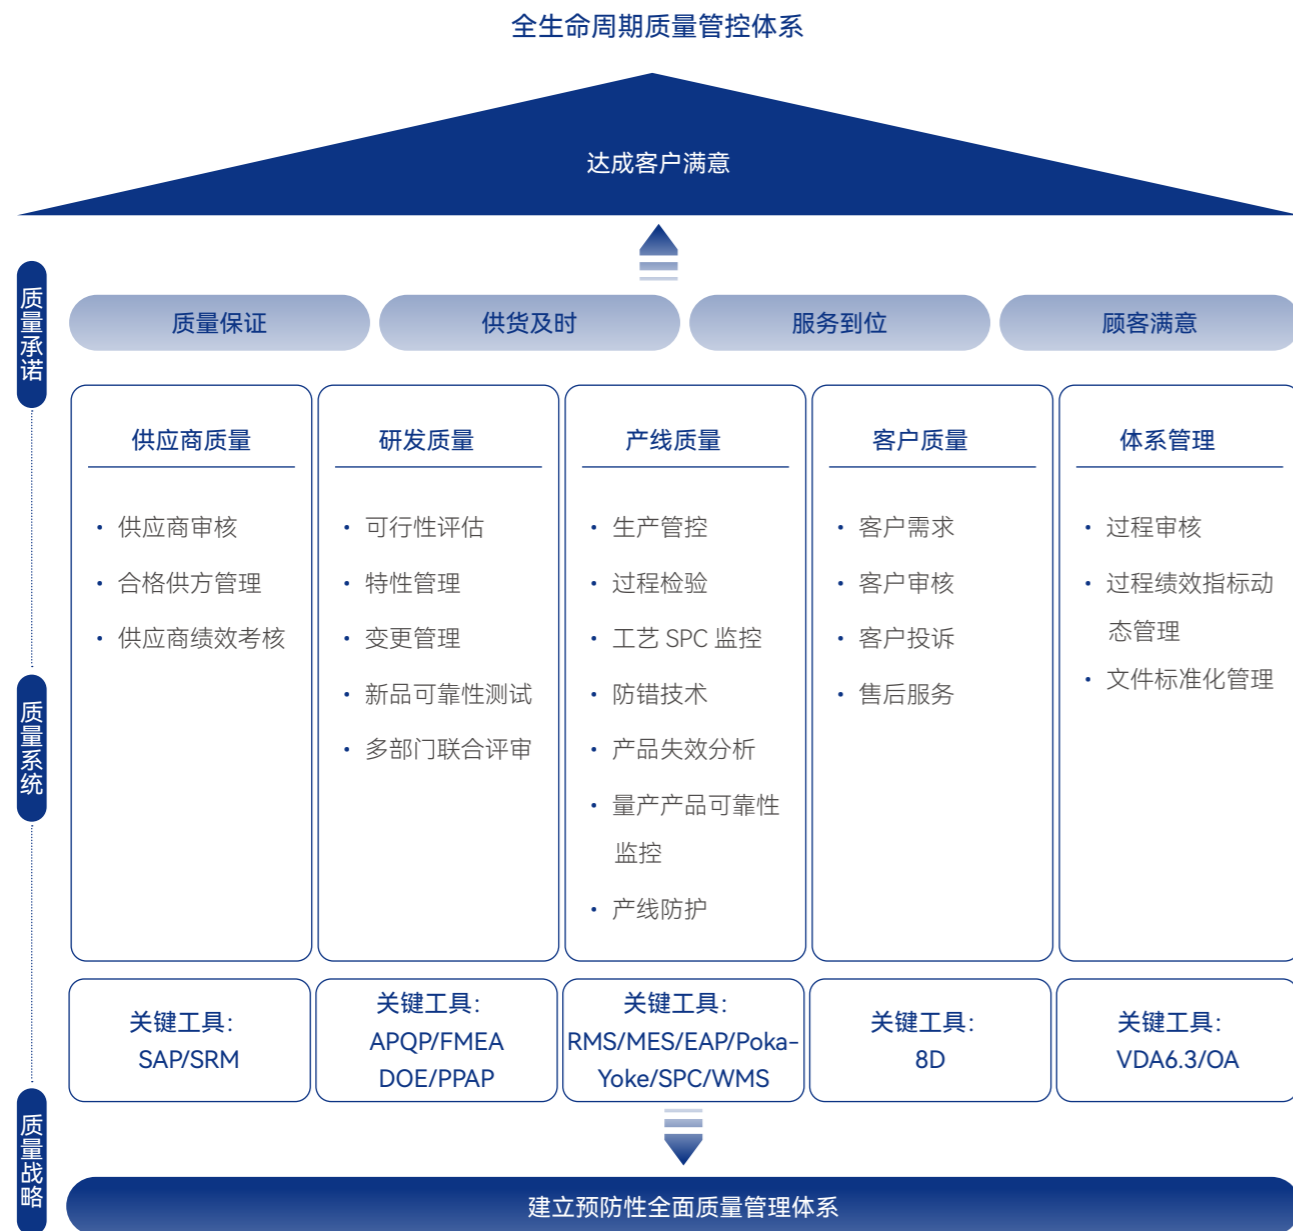 全生命周期质量管控体系
达成客户满意
质量承诺
质量保证
供货及时
服务到位
顾客满意
质量系统
供应商质量
• 供应商审核
• 合格供方管理
• 供应商绩效考核
研发质量
• 可行性评估
• 特性管理
• 变更管理
• 新品可靠性测试
• 多部门联合评审
产线质量
• 生产管控
• 过程检验
• 工艺 SPC 监控
• 防错技术
• 产品失效分析
• 量产产品可靠性
监控
• 产线防护
客户质量
• 客户需求
• 客户审核
• 客户投诉
• 售后服务
体系管理
• 过程审核
• 过程绩效指标动
态管理
• 文件标准化管理
关键工具：
SAP/SRM
关键工具：
APQP/FMEA
DOE/PPAP
关键工具：
RMS/MES/EAP/Poka-
Yoke/SPC/WMS
关键工具：
8D
关键工具：
VDA6.3/OA
质量战略
建立预防性全面质量管理体系